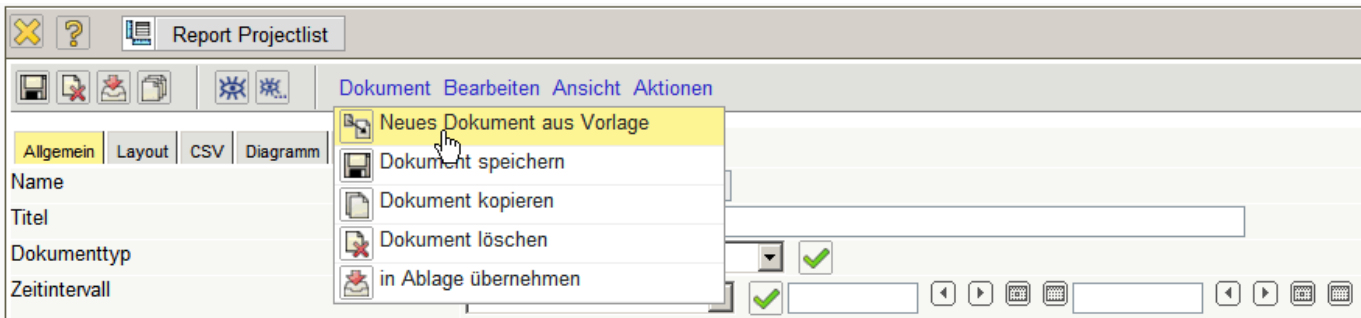 Report Projectlist
Dokument Bearbeiten Ansicht Aktionen
Neues Dokument aus Vorlage
Dokument speichern
Dokument kopieren
Dokument löschen
in Ablage übernehmen
Allgemein Layout CSV Diagramm
Name
Titel
Dokumenttyp
Zeitintervall